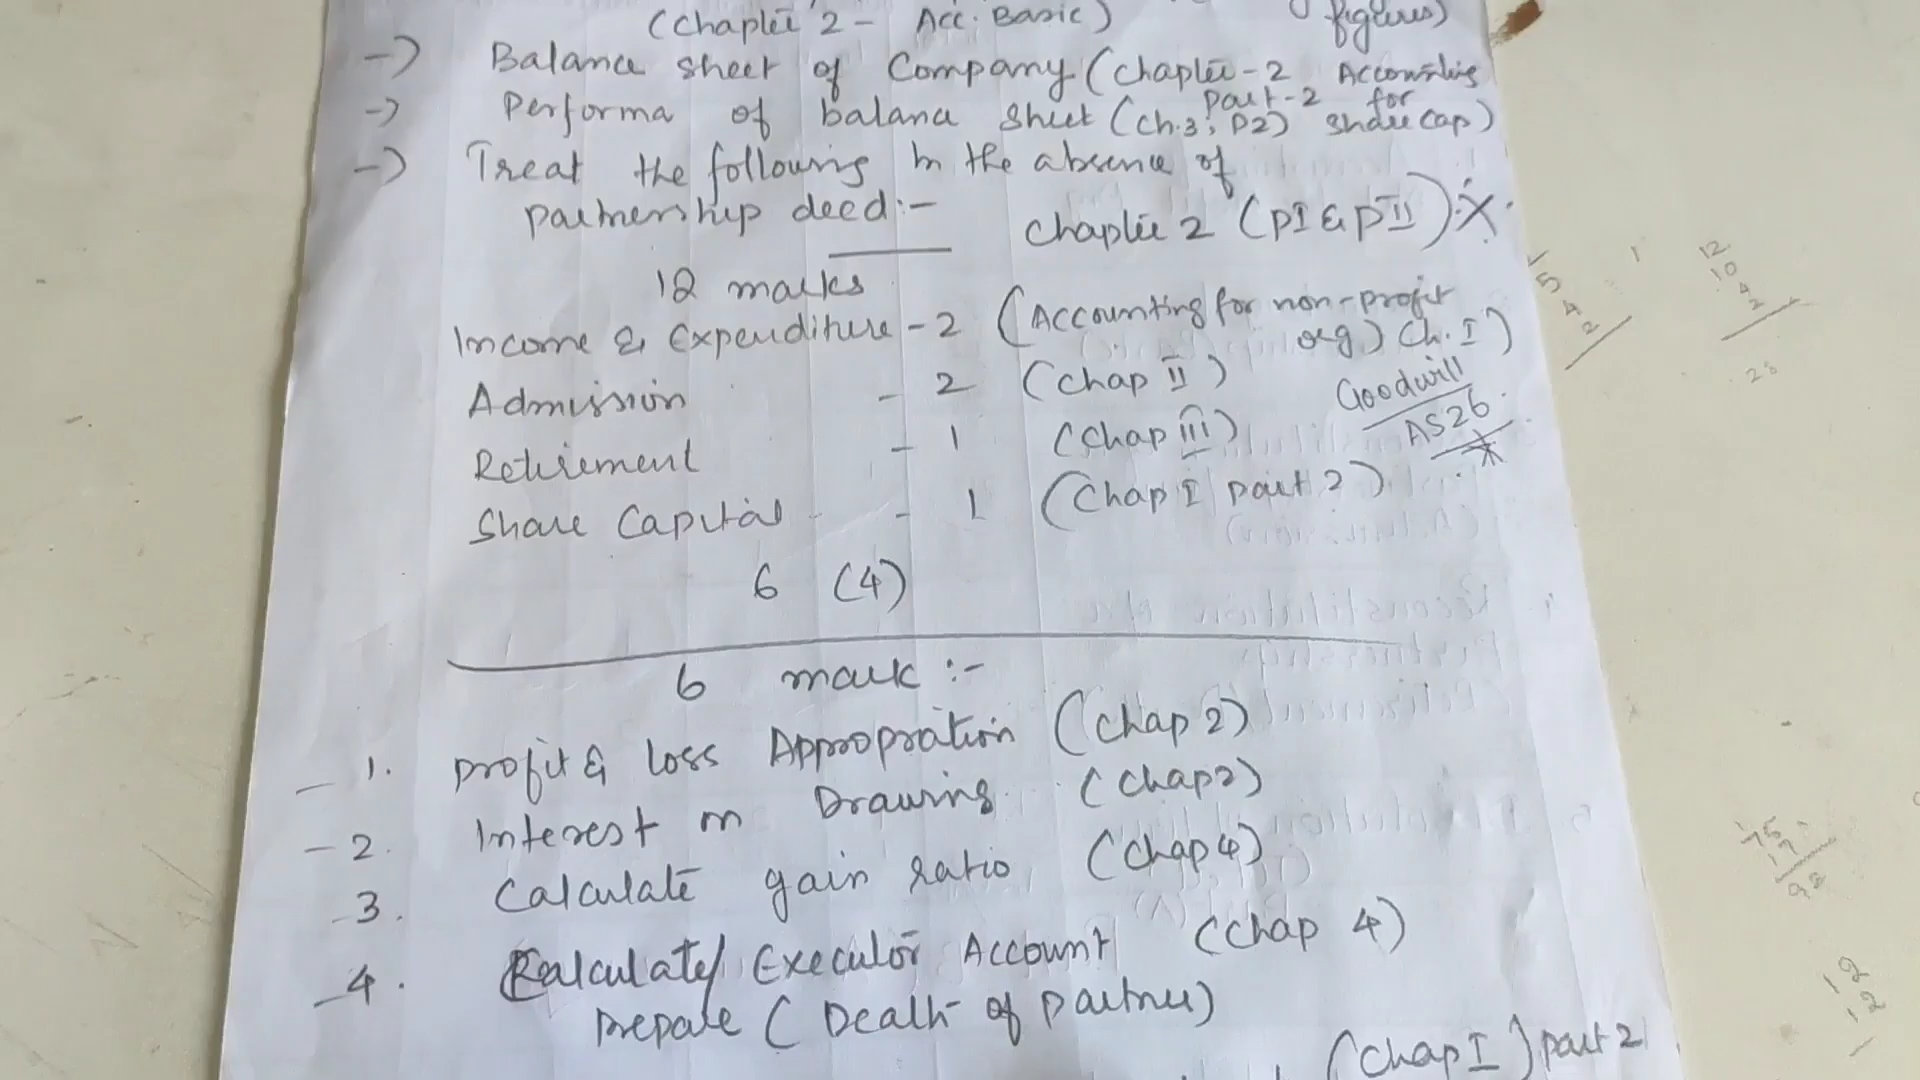 (Chapter 2 - Acc. Basic) figures)
-> Balance sheet of Company (Chapter-2 Accounting
part-2 for
-> Performa of balance sheet (Ch.3, P2) share cap)
-> Treat the following in the absence of
partnership deed:- Chapter 2 (PI & PII) X
12 marks
Income & Expenditure - 2 (Accounting for non-profit
org) Ch. I)
Admission - 2 (Chap II)
Goodwill
AS26
Retirement - 1 (Chap III)
Share Capital - 1 (Chap I part 2)
6 (4)
6 mark :-
1. Profit & loss Appropration (Chap 2)
2. Interest on Drawing (Chap2)
3. Calculate gain ratio (Chap 4)
4. Calculate/ Executor Account (Chap 4)
prepare (Death of partner)
(Chap I) part 2